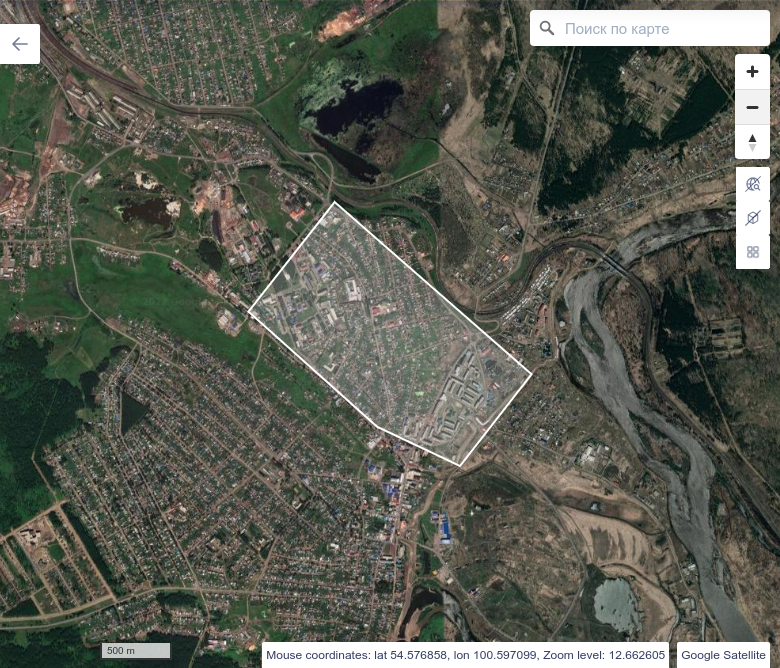 Поиск по карте
500 m
Mouse coordinates: lat 54.576858, lon 100.597099, Zoom level: 12.662605
Google Satellite